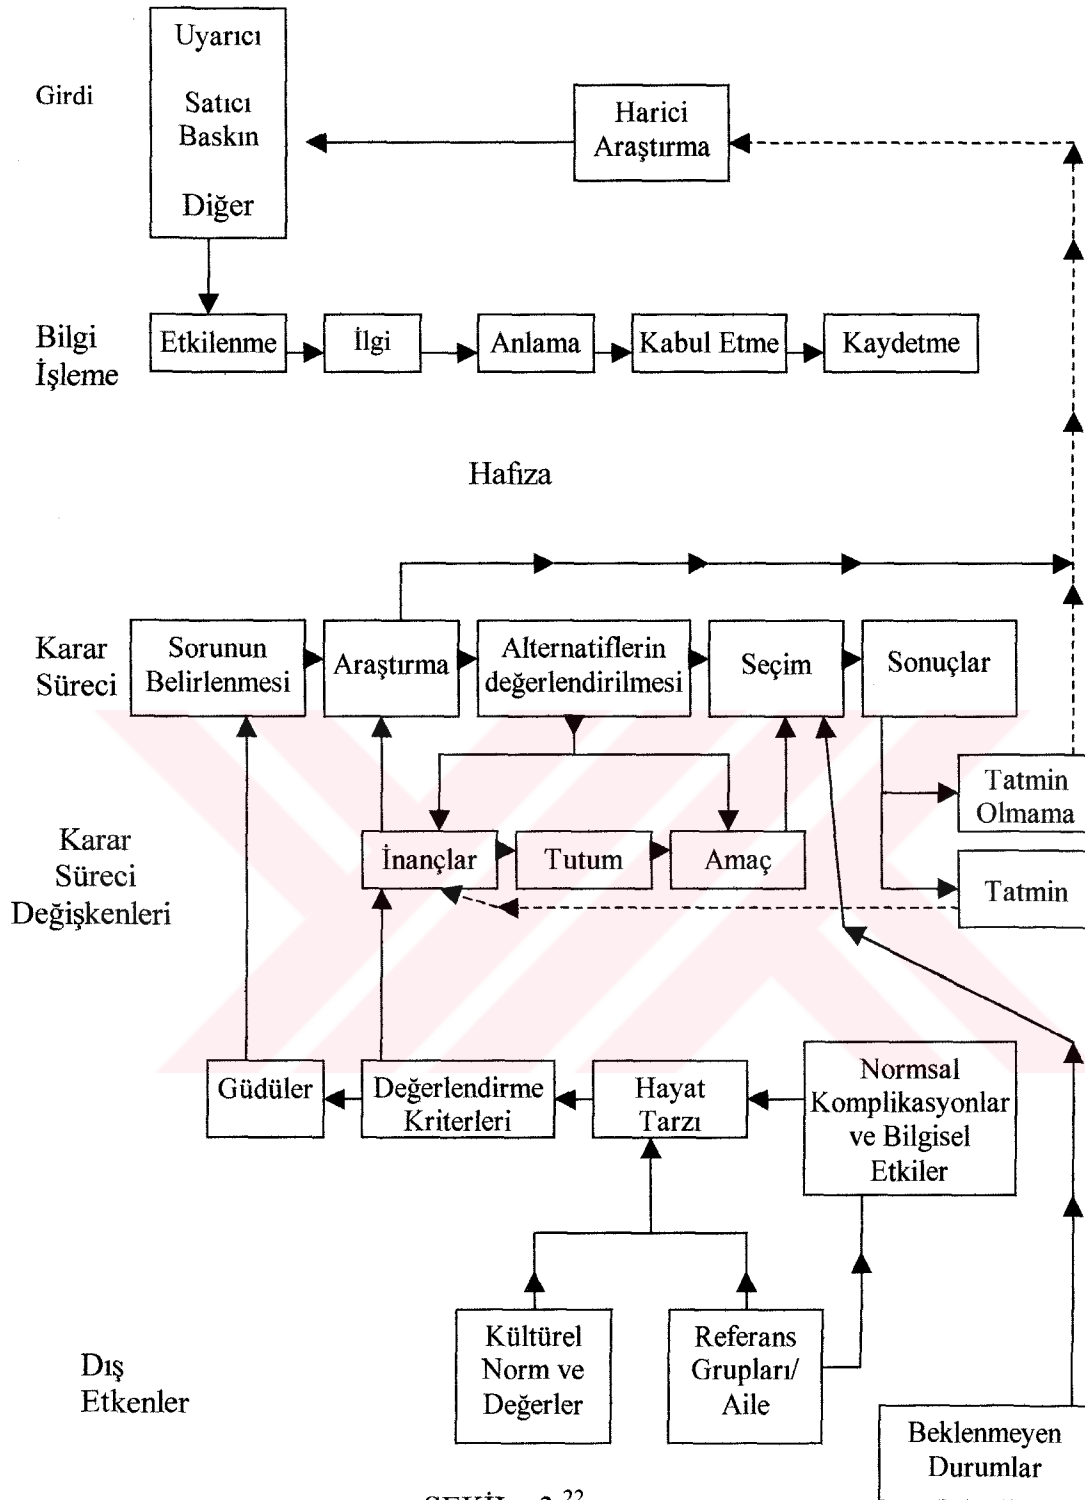 Uyarıcı
Satıcı
Baskın
Diğer
Girdi
Harici
Araştırma
Bilgi
İşleme
Etkilenme
İlgi
Anlama
Kabul Etme
Kaydetme
Hafıza
Karar
Süreci
Sorunun
Belirlenmesi
Araştırma
Alternatiflerin
değerlendirilmesi
Seçim
Sonuçlar
Tatmin
Olmama
Karar
Süreci
Değişkenleri
İnançlar
Tutum
Amaç
Tatmin
Güdüler
Değerlendirme
Kriterleri
Hayat
Tarzı
Normsal
Komplikasyonlar
ve Bilgisel
Etkiler
Dış
Etkenler
Kültürel
Norm ve
Değerler
Referans
Grupları/
Aile
Beklenmeyen
Durumlar